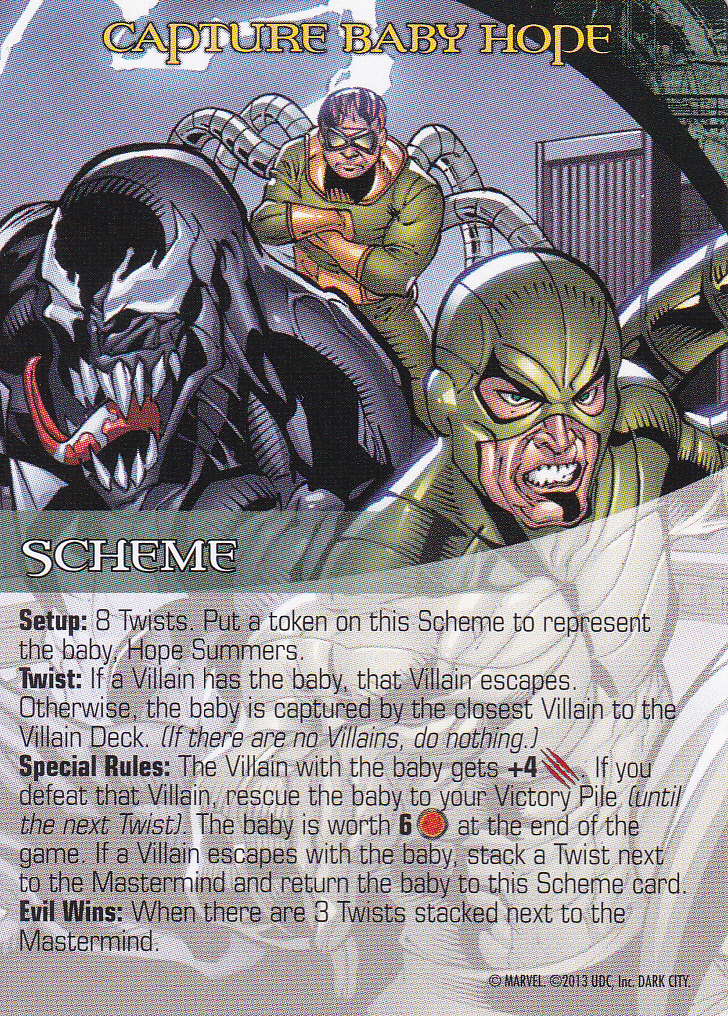 CAPTURE BABY HOPE
SCHEME
Setup: 8 Twists. Put a token on this Scheme to represent
the baby, Hope Summers.
Twist: If a Villain has the baby, that Villain escapes.
Otherwise, the baby is captured by the closest Villain to the
Villain Deck. (If there are no Villains, do nothing.)
Special Rules: The Villain with the baby gets +4 . If you
defeat that Villain, rescue the baby to your Victory Pile (until
the next Twist). The baby is worth 6 at the end of the
game. If a Villain escapes with the baby, stack a Twist next
to the Mastermind and return the baby to this Scheme card.
Evil Wins: When there are 3 Twists stacked next to the
Mastermind.
© MARVEL. ©2013 UDC, Inc. DARK CITY.